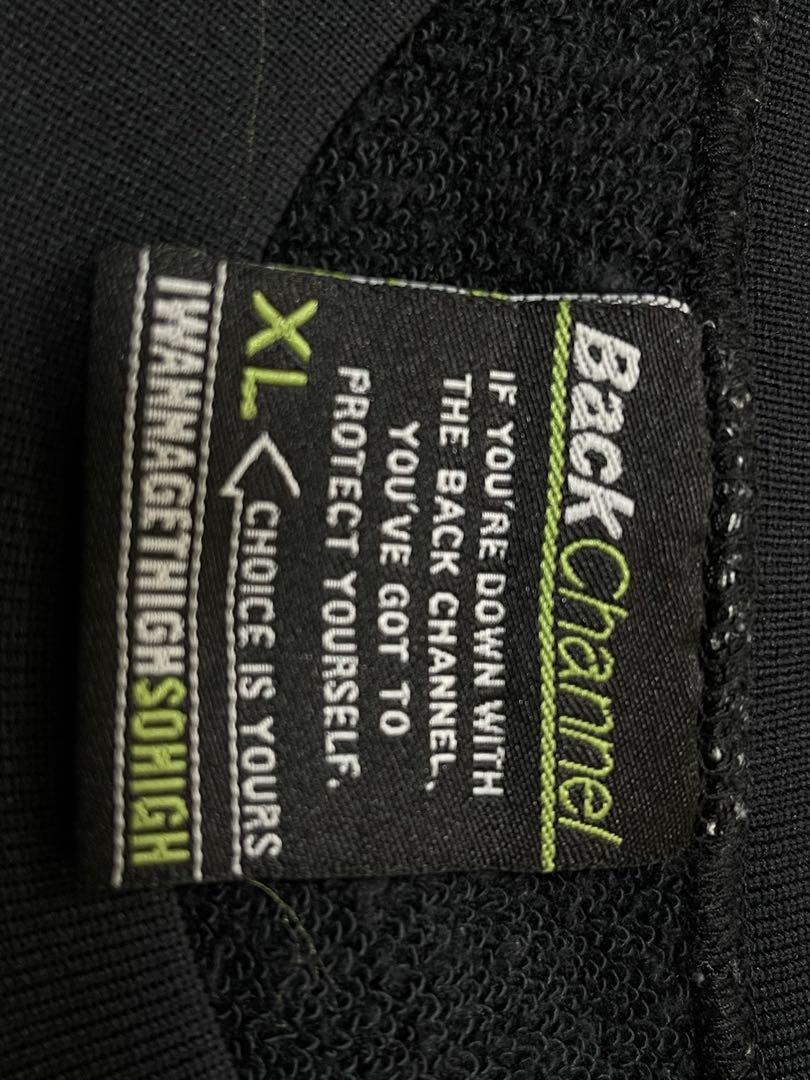 Back Channel
IF YOU'RE DOWN WITH
THE BACK CHANNEL,
YOU'VE GOT TO
PROTECT YOURSELF.
XL < CHOICE IS YOURS
IWANNAGETHIGHSOHIGH